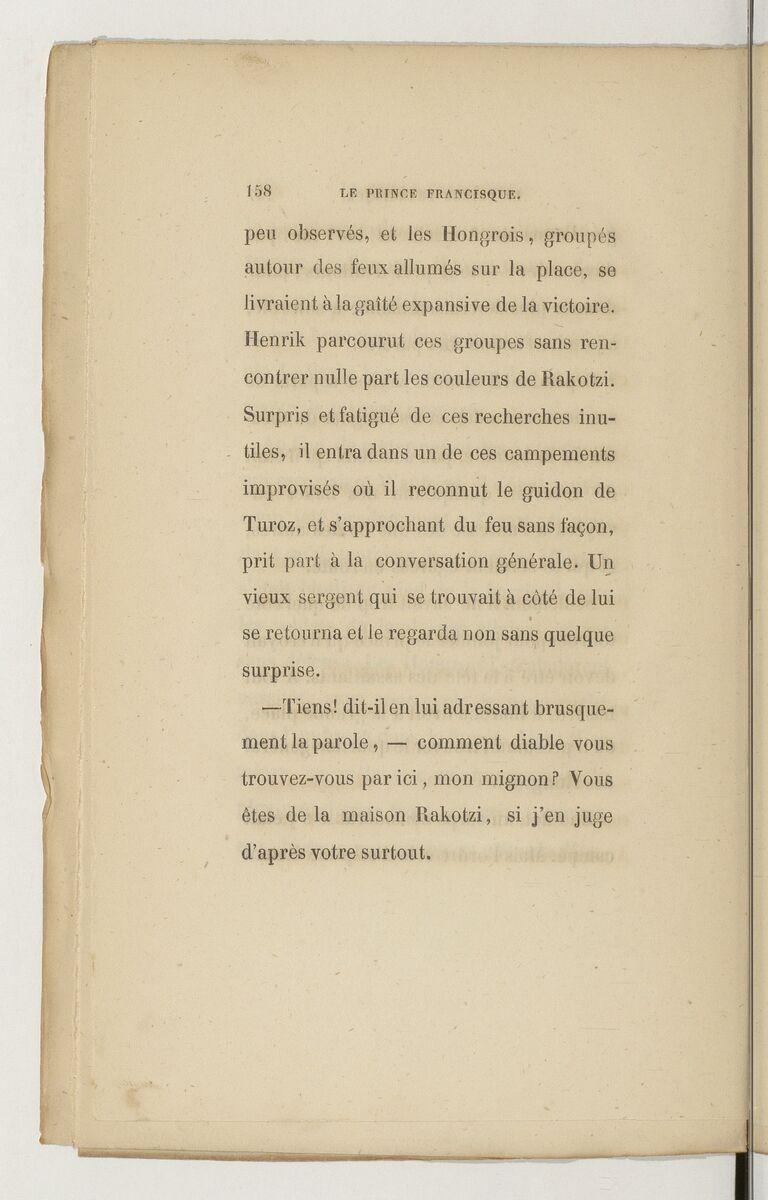 158 LE PRINCE FRANCISQUE.
peu observés, et les Hongrois, groupés
autour des feux allumés sur la place, se
livraient à la gaîté expansive de la victoire.
Henrik parcourut ces groupes sans ren-
contrer nulle part les couleurs de Rakotzi.
Surpris et fatigué de ces recherches inu-
tiles, il entra dans un de ces campements
improvisés où il reconnut le guidon de
Turoz, et s'approchant du feu sans façon,
prit part à la conversation générale. Un
vieux sergent qui se trouvait à côté de lui
se retourna et le regarda non sans quelque
surprise.
—Tiens! dit-il en lui adressant brusque-
ment la parole, — comment diable vous
trouvez-vous par ici, mon mignon? Vous
êtes de la maison Rakotzi, si j'en juge
d'après votre surtout.